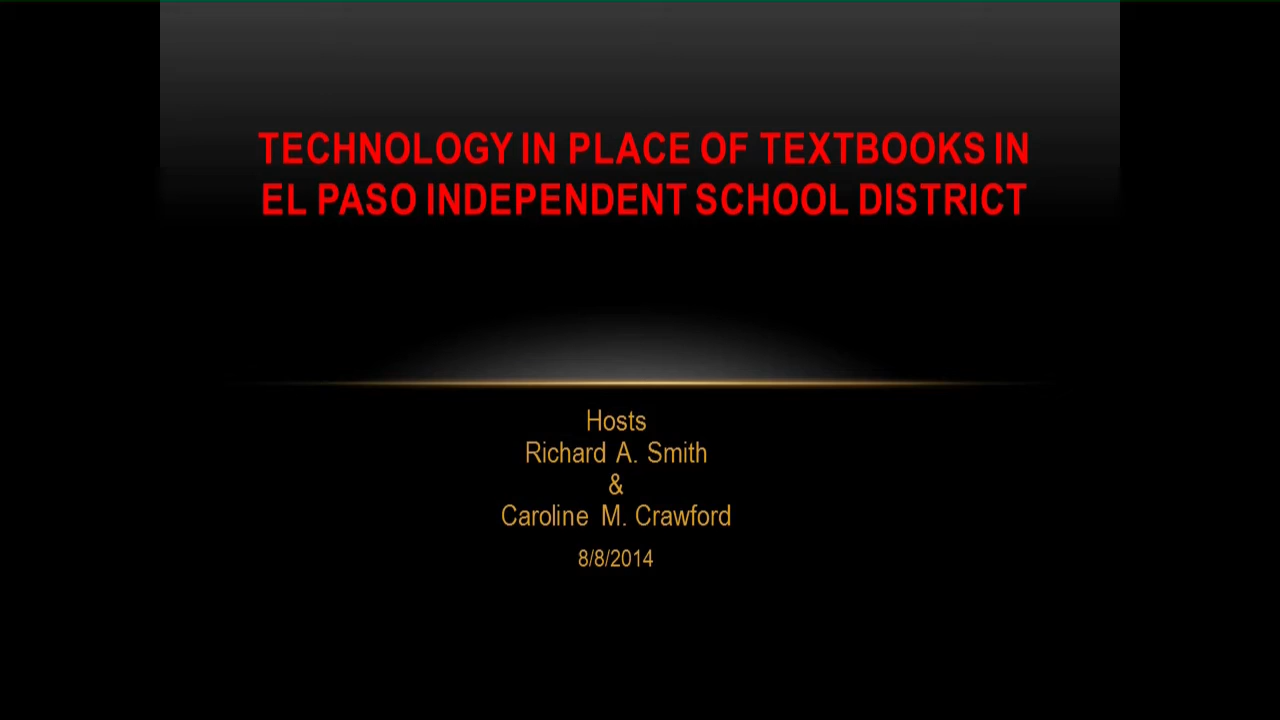 TECHNOLOGY IN PLACE OF TEXTBOOKS IN
EL PASO INDEPENDENT SCHOOL DISTRICT
Hosts
Richard A. Smith
&
Caroline M. Crawford
8/8/2014